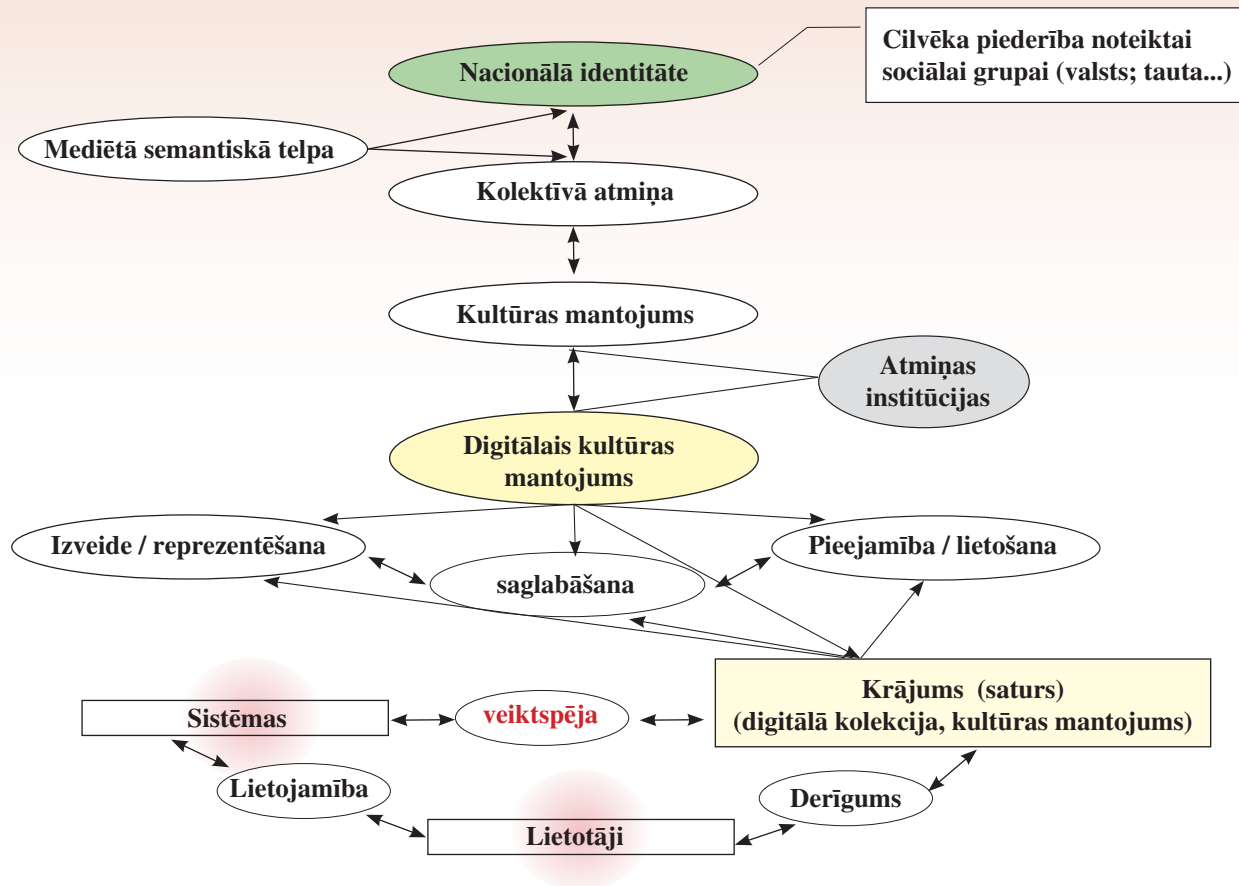 Nacionālā identitāte
Cilvēka piederība noteiktai
sociālai grupai (valsts; tauta...)
Mediētā semantiskā telpa
Kolektīvā atmiņa
Kultūras mantojums
Atmiņas
institūcijas
Digitālais kultūras
mantojums
Izveide / reprezentēšana
saglabāšana
Pieejamība / lietošana
Krājums (saturs)
(digitālā kolekcija, kultūras mantojums)
Sistēmas
veiktspēja
Lietojamība
Derīgums
Lietotāji